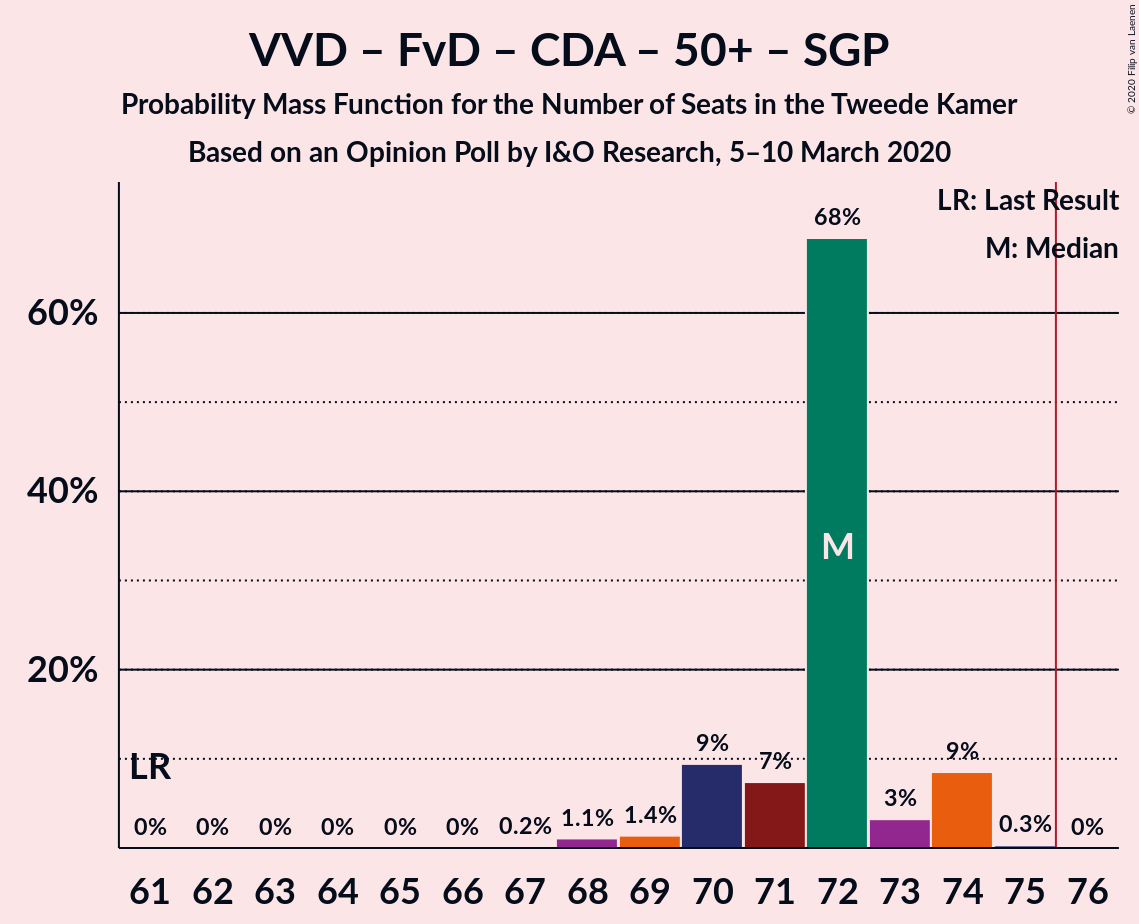 VVD – FvD – CDA – 50+ – SGP
Probability Mass Function for the Number of Seats in the Tweede Kamer
Based on an Opinion Poll by I&O Research, 5–10 March 2020
© 2020 Filip van Laenen
LR: Last Result
M: Median
60%
40%
20%
LR
M
0% 0% 0% 0% 0% 0% 0.2% 1.1% 1.4% 9% 7% 68% 3% 9% 0.3% 0%
61 62 63 64 65 66 67 68 69 70 71 72 73 74 75 76